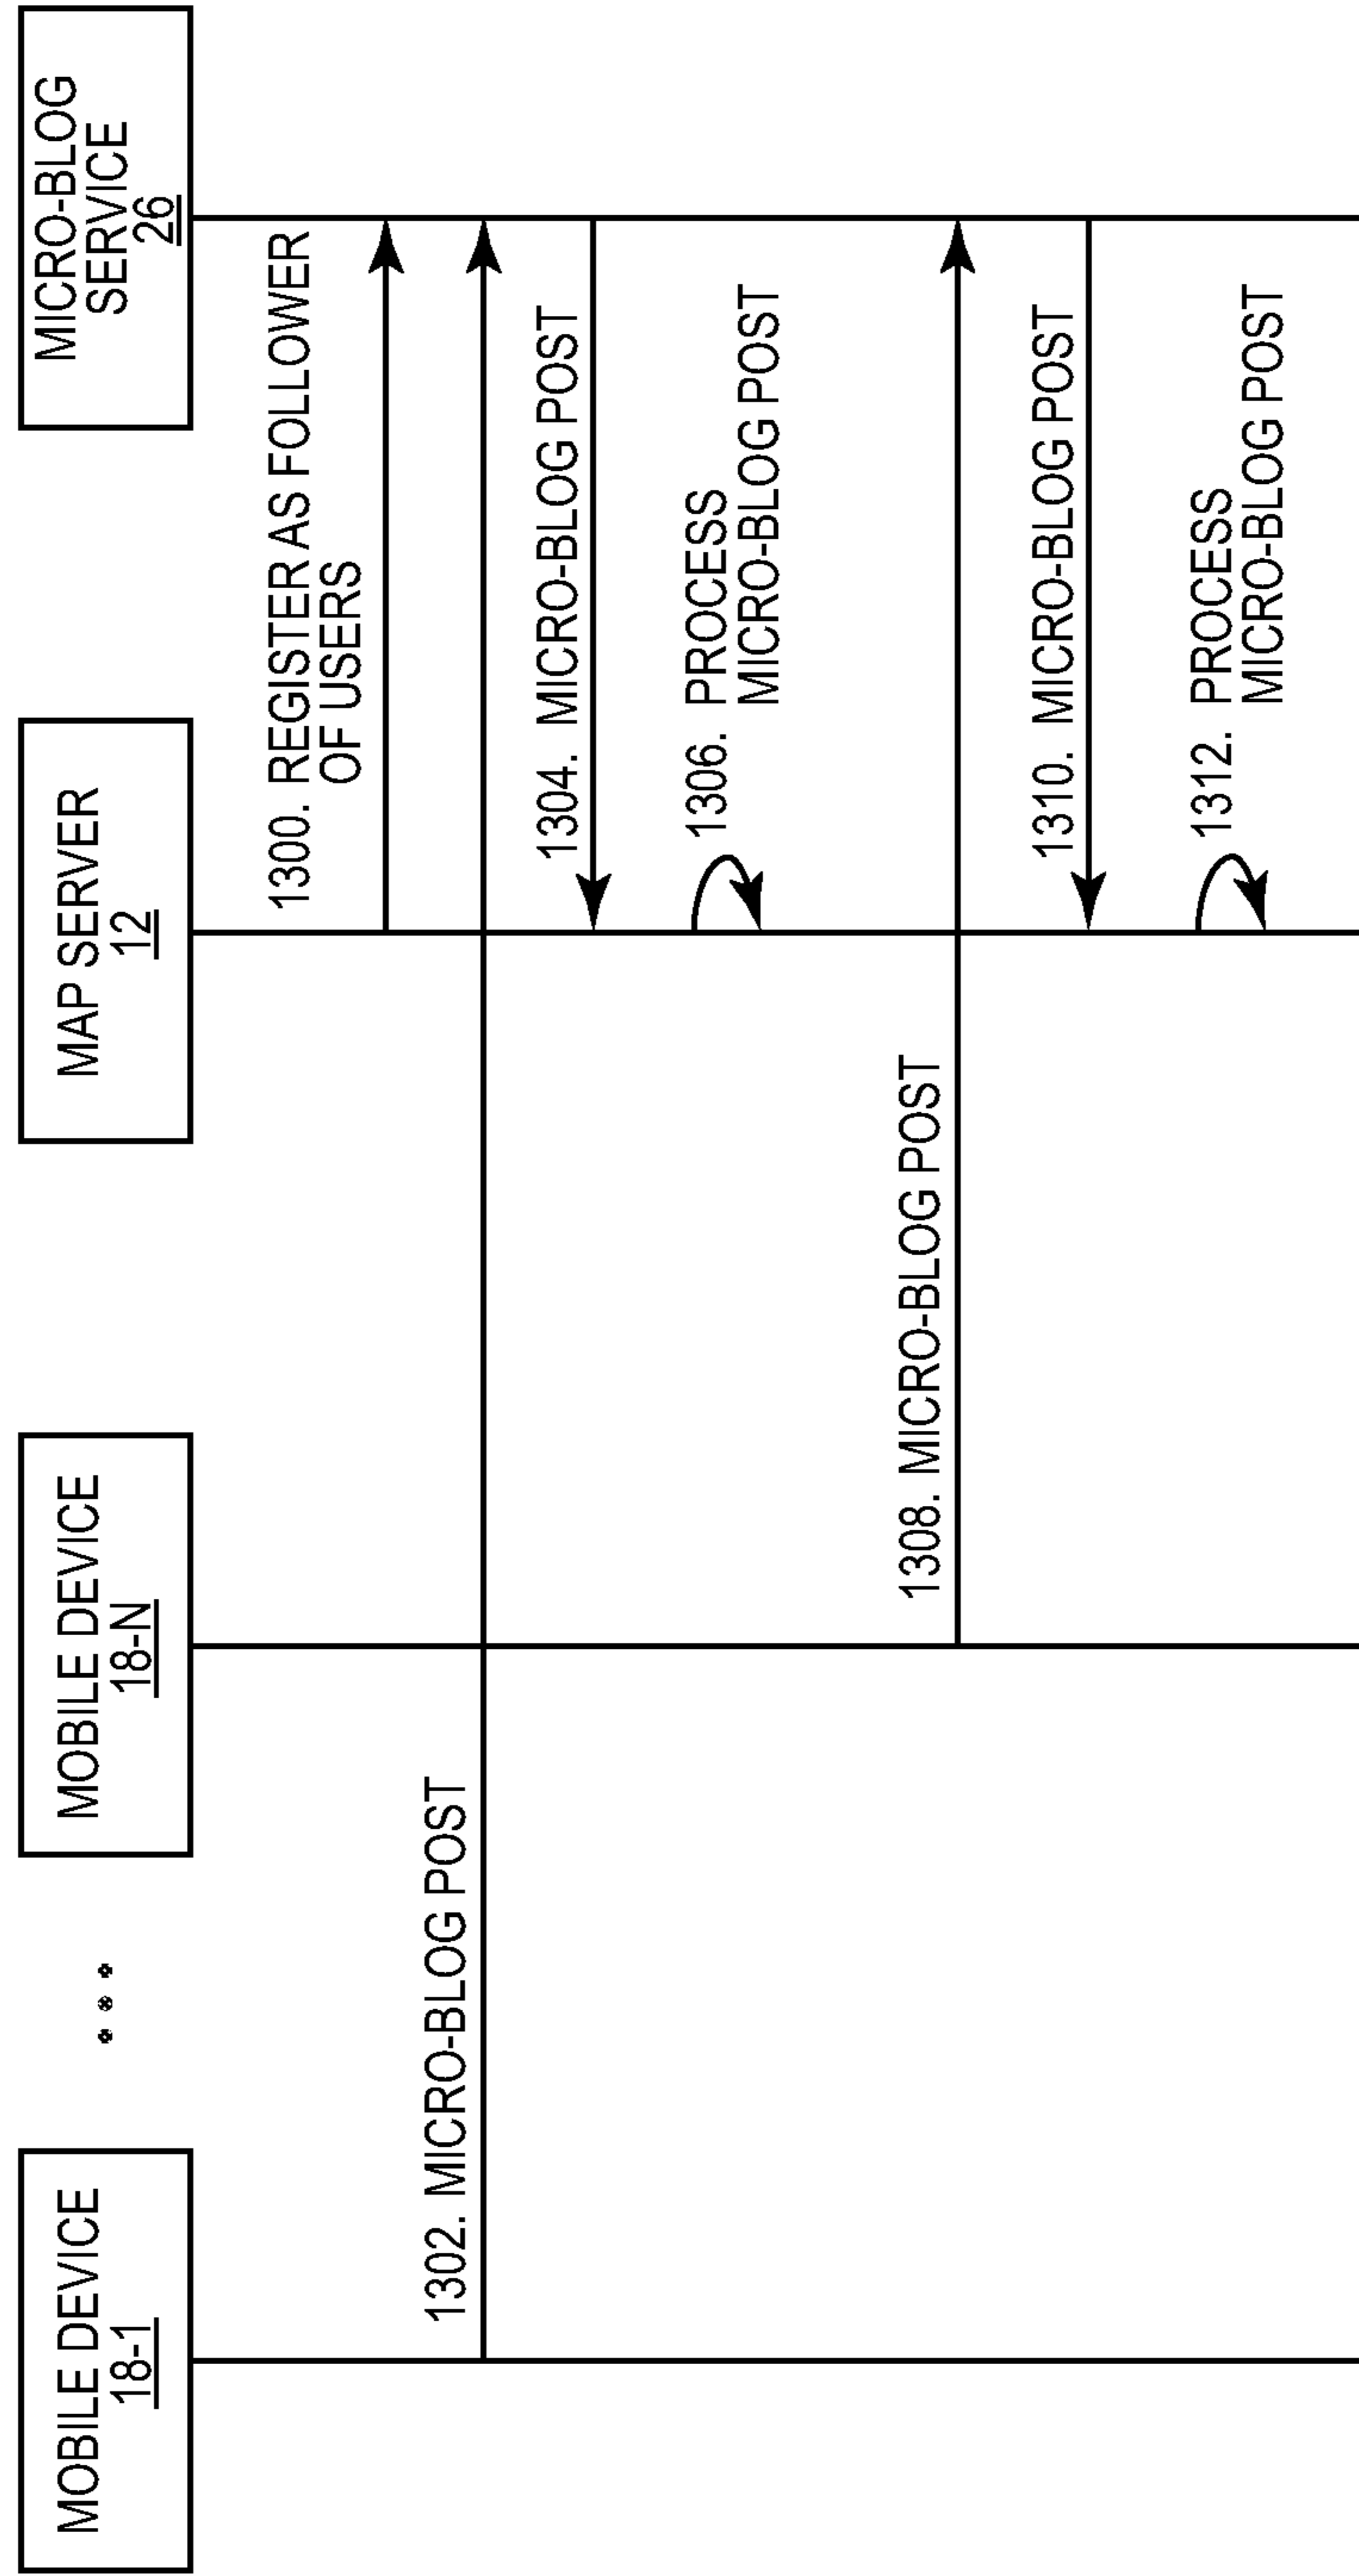 MOBILE DEVICE
18-1
MOBILE DEVICE
18-N
MAP SERVER
12
MICRO-BLOG
SERVICE
26
1300. REGISTER AS FOLLOWER
OF USERS
1302. MICRO-BLOG POST
1304. MICRO-BLOG POST
1306. PROCESS
MICRO-BLOG POST
1308. MICRO-BLOG POST
1310. MICRO-BLOG POST
1312. PROCESS
MICRO-BLOG POST